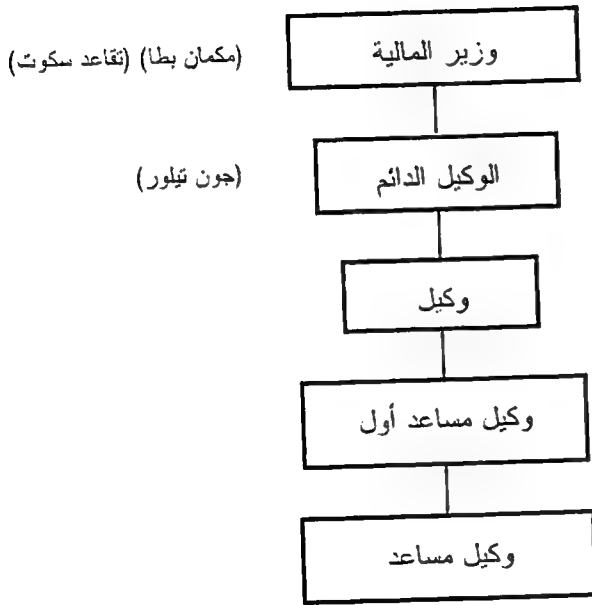 وزير المالية (مكمان بطا) (تقاعد سكوت)
الوكيل الدائم (جون تيلور)
وكيل
وكيل مساعد أول
وكيل مساعد